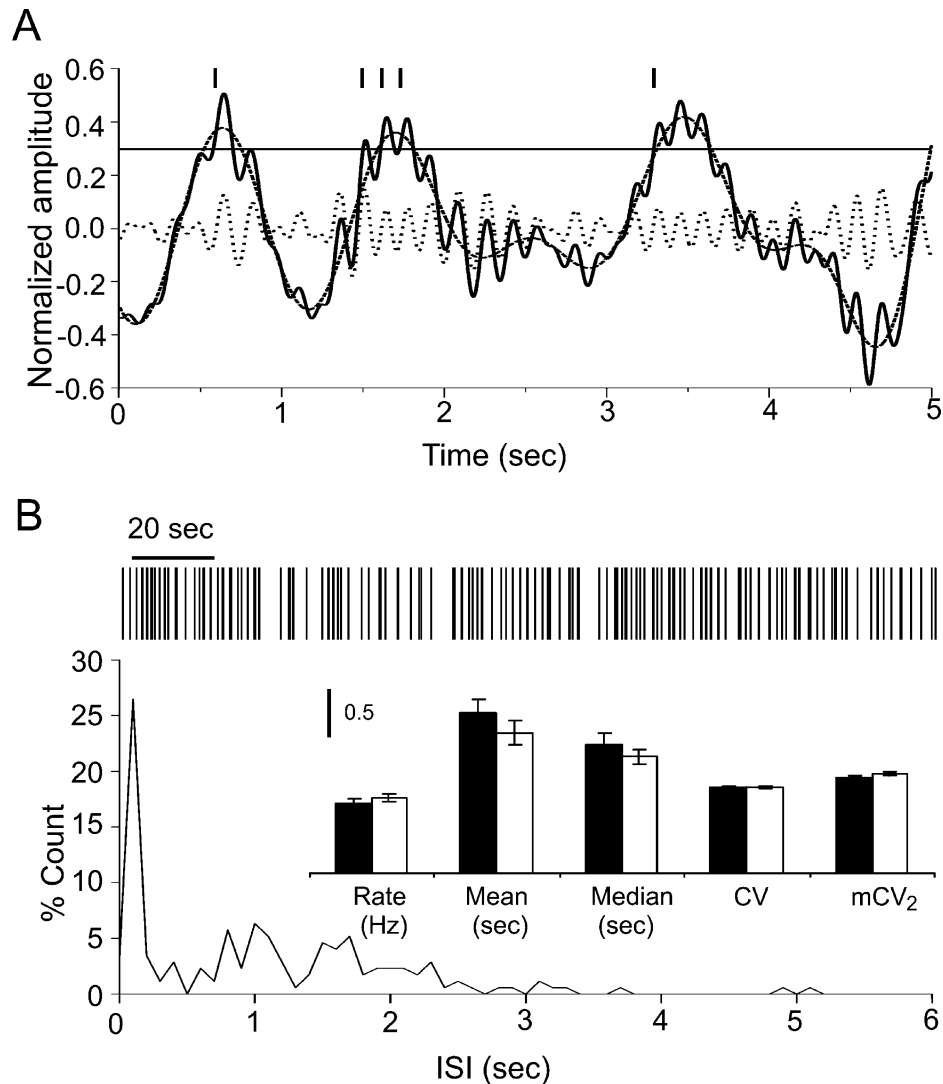 A
Normalized amplitude
0.6
0.4
0.2
0.0
-0.2
-0.4
-0.6
0 1 2 3 4 5
Time (sec)
B
20 sec
% Count
30
25
20
15
10
5
0
0.5
Rate (Hz)
Mean (sec)
Median (sec)
CV
mCV2
0 1 2 3 4 5 6
ISI (sec)